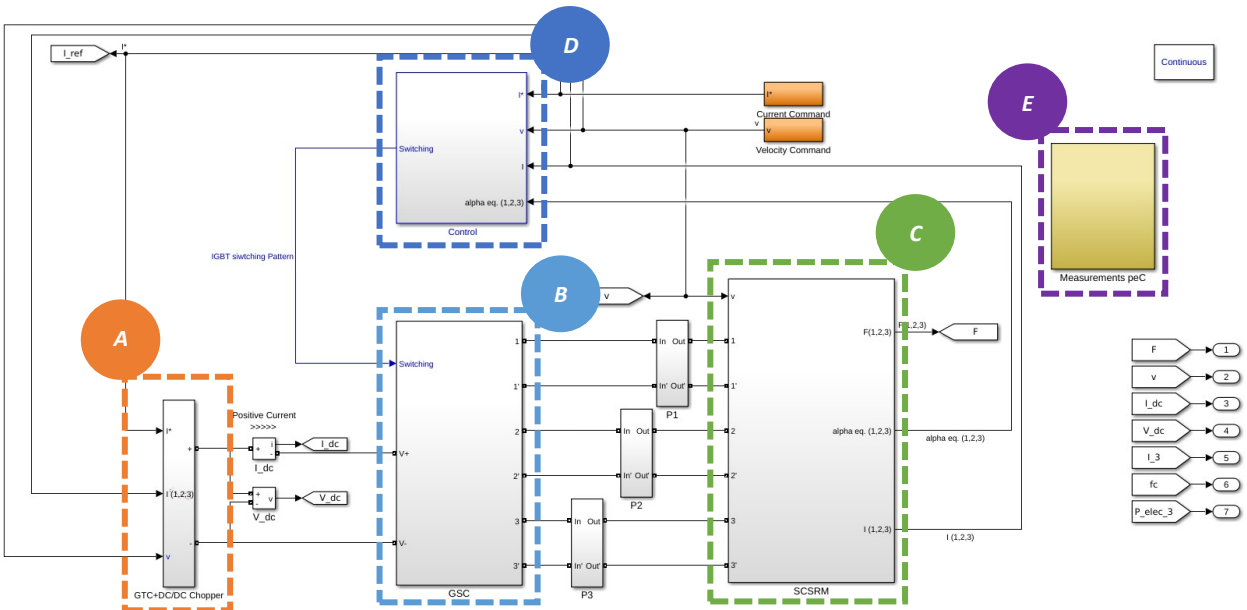 D
I*
I_ref
Continuous
E
I*
I*
Current Command
v
v
v
Velocity Command
Switching
I
alpha eq. (1,2,3)
Control
C
Measurements peC
IGBT siwtching Pattern
B
v
v
A
F(1,2,3)
F(1,2,3)
F
1
In Out
1
F
1
Switching
v
2
1'
In' Out'
1'
P1
I_dc
3
Positive Current
>>>>>
I*
2
In Out
2
alpha eq. (1,2,3)
alpha eq. (1,2,3)
V_dc
4
+
+
i
-
I_dc
V+
I_dc
I_3
5
2'
In' Out'
2'
fc
6
I (1,2,3)
+
-
v
V_dc
V_dc
P2
P_elec_3
7
3
In Out
3
I (1,2,3)
I (1,2,3)
-
V-
v
3'
In' Out'
3'
GTC+DC/DC Chopper
GSC
P3
SCSRM